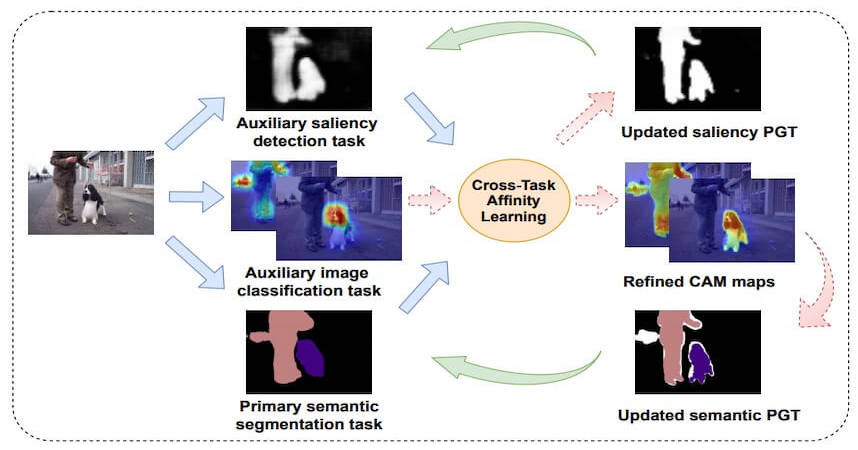 Auxiliary saliency
detection task
Updated saliency PGT
Cross-Task
Affinity
Learning
Auxiliary image
classification task
Refined CAM maps
Primary semantic
segmentation task
Updated semantic PGT